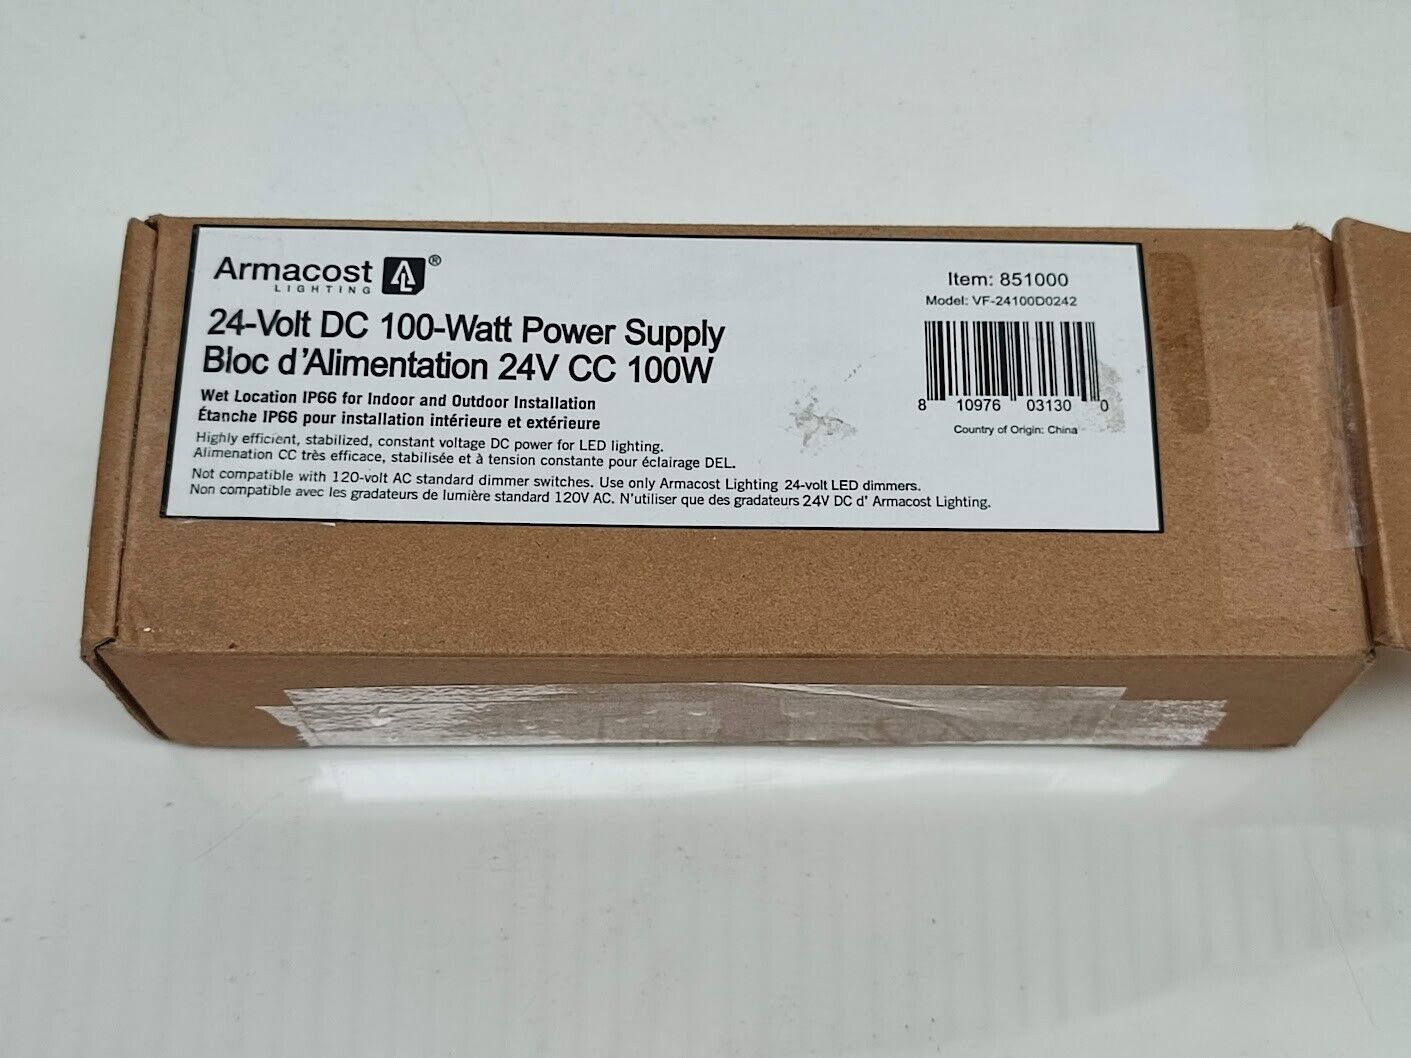 Armacost AL®
LIGHTING
24-Volt DC 100-Watt Power Supply
Bloc d'Alimentation 24V CC 100W
Wet Location IP66 for Indoor and Outdoor Installation
Étanche IP66 pour installation intérieure et extérieure
Highly efficient, stabilized, constant voltage DC power for LED lighting.
Alimenation CC très efficace, stabilisée et à tension constante pour éclairage DEL.
Not compatible with 120-volt AC standard dimmer switches. Use only Armacost Lighting 24-volt LED dimmers.
Non compatible avec les gradateurs de lumière standard 120V AC. N'utiliser que des gradateurs 24V DC d' Armacost Lighting.
Item: 851000
Model: VF-24100D0242
8 10976 03130 0
Country of Origin: China